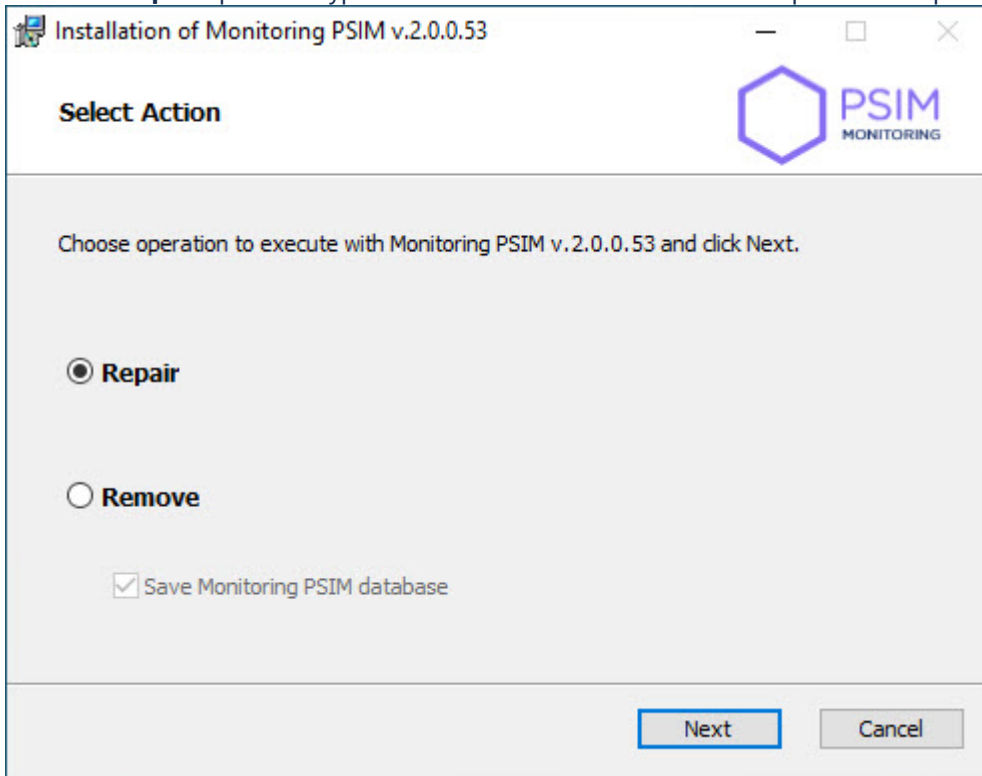 Installation of Monitoring PSIM v.2.0.0.53
Select Action
PSIM
MONITORING
Choose operation to execute with Monitoring PSIM v.2.0.0.53 and click Next.
Repair
Remove
Save Monitoring PSIM database
Next Cancel